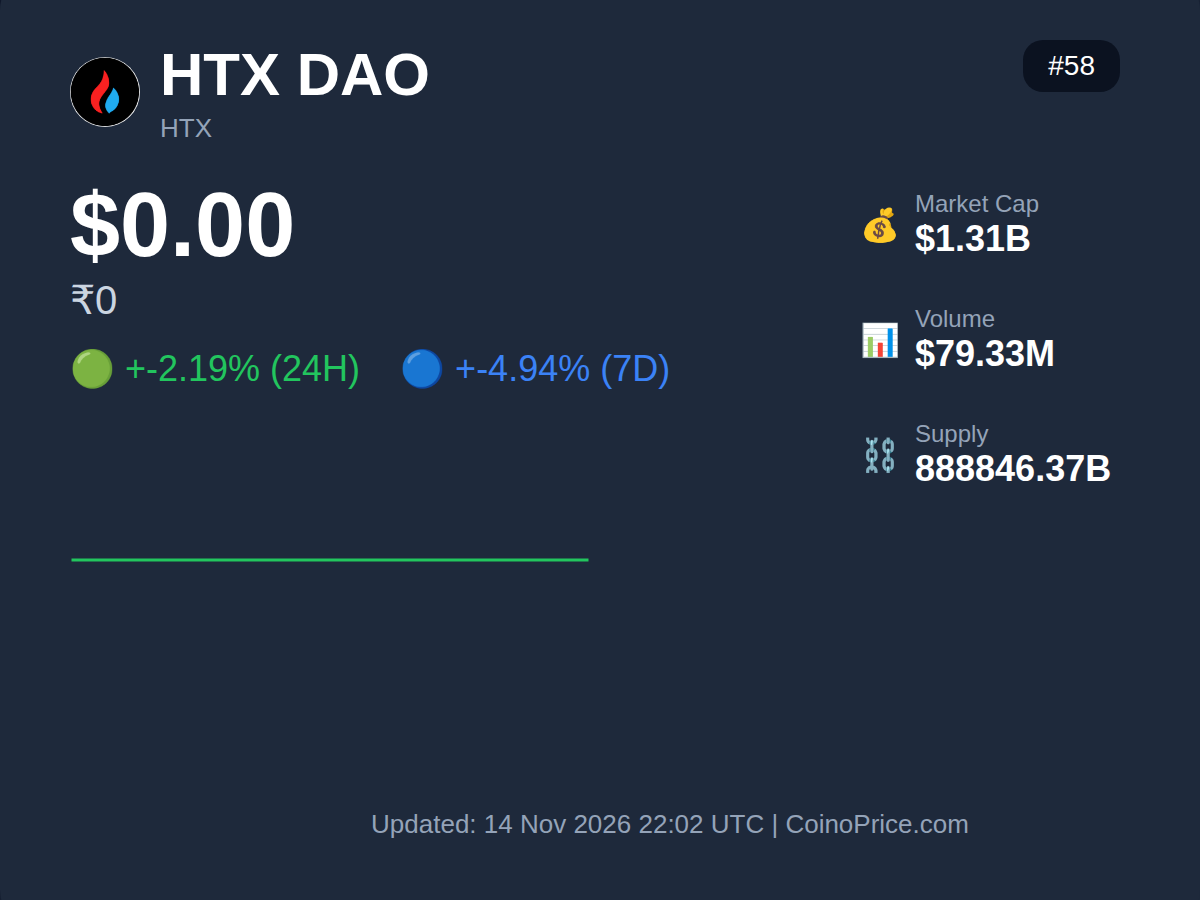 HTX DAO
HTX
#58
$0.00
₹0
+-2.19% (24H) +-4.94% (7D)
Market Cap
$1.31B
Volume
$79.33M
Supply
888846.37B
Updated: 14 Nov 2026 22:02 UTC | CoinoPrice.com